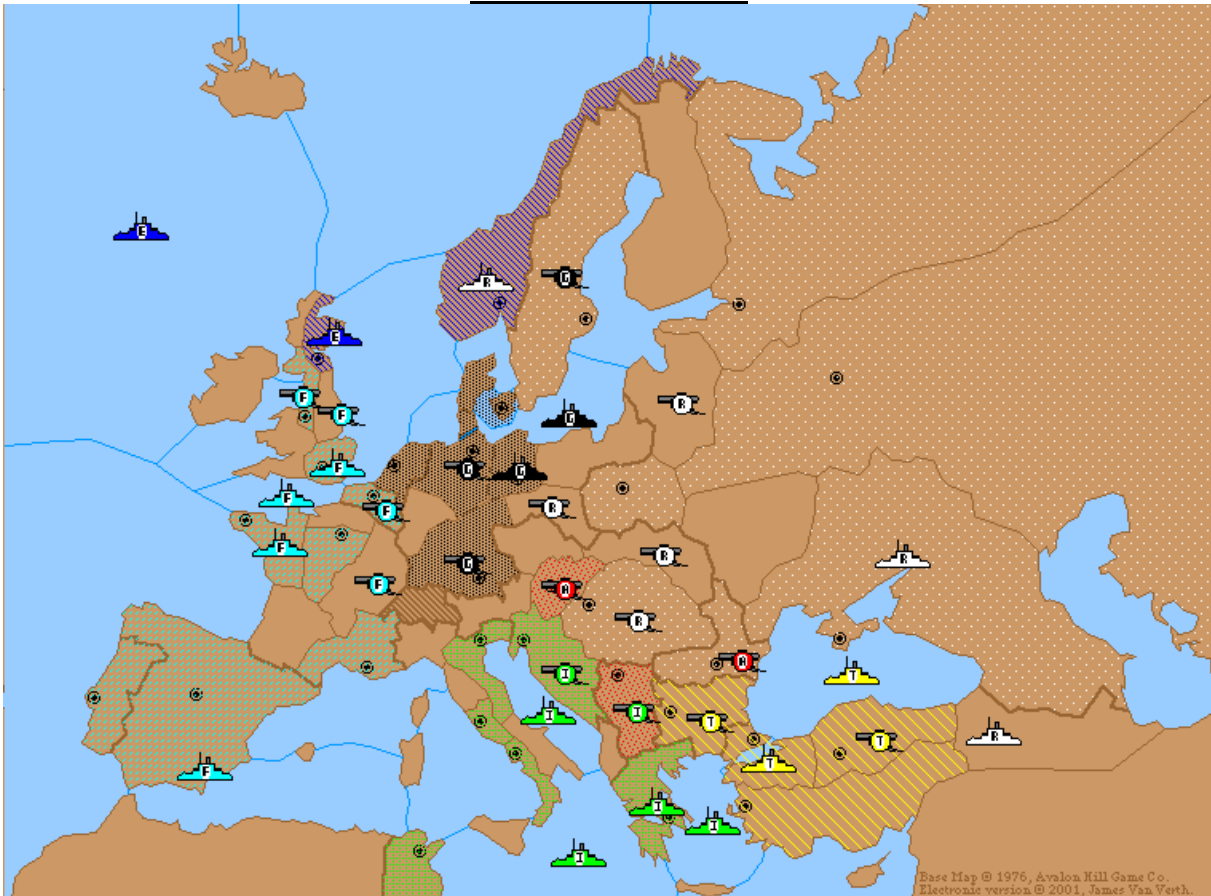 E
R
G
E
F
R
F
G
F
G
G
F
F
R
F
R
R
G
F
A
R
A
I
T
I
I
T
T
R
F
T
I
I
I
Base Map © 1976, Avalon Hill Game Co.
Electronic version © 2001, James Van Verth.